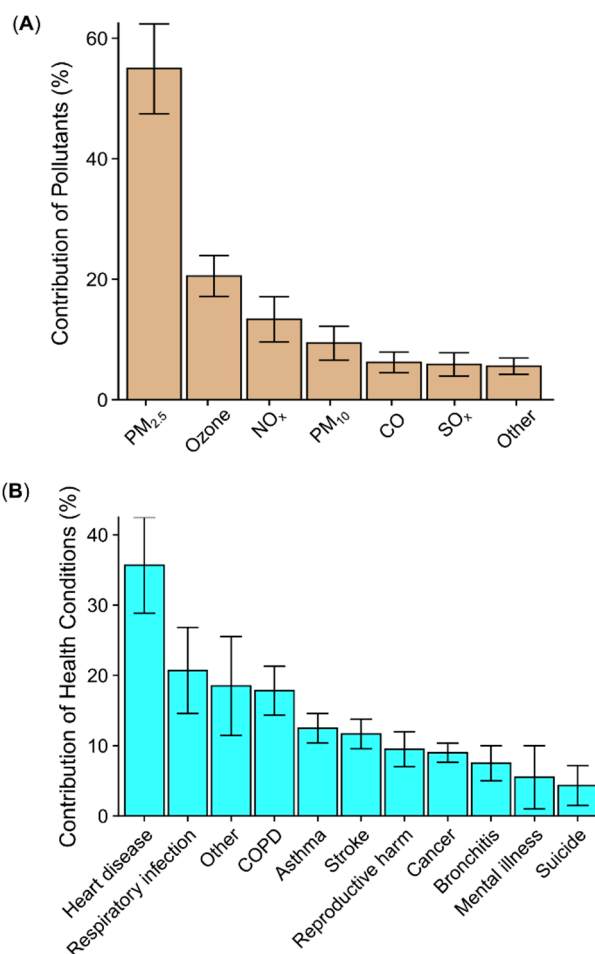 (A)
Contribution of Pollutants (%)
60
40
20
0
PM₂.₅
Ozone
NOₓ
PM₁₀
CO
SOₓ
Other
(B)
Contribution of Health Conditions (%)
40
30
20
10
0
Heart disease
Respiratory infection
Other
COPD
Asthma
Stroke
Reproductive harm
Cancer
Bronchitis
Mental illness
Suicide